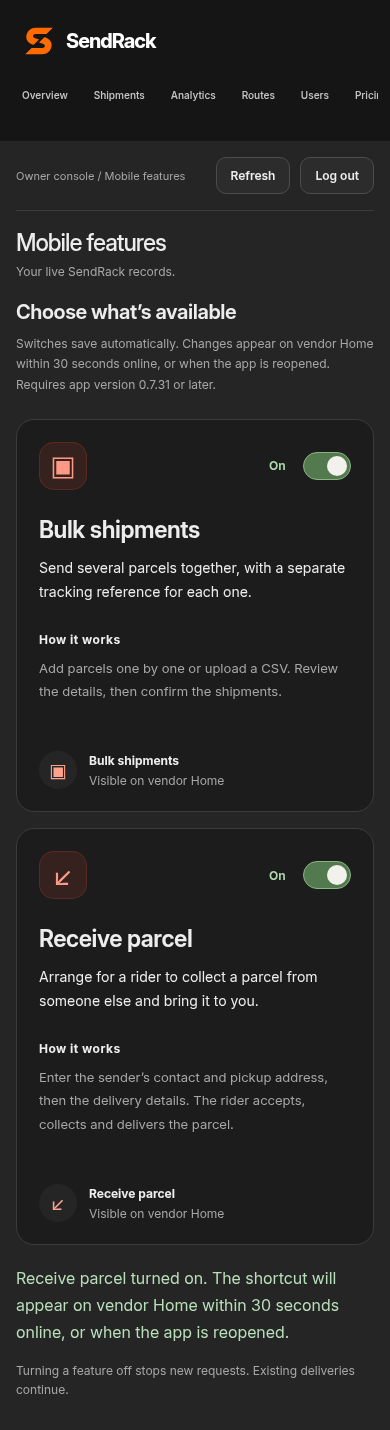 SendRack
Overview Shipments Analytics Routes Users
Owner console / Mobile features Refresh Log out
Mobile features
Your live SendRack records.
Choose what’s available
Switches save automatically. Changes appear on vendor Home
within 30 seconds online, or when the app is reopened.
Requires app version 0.7.31 or later.
On
Bulk shipments
Send several parcels together, with a separate
tracking reference for each one.
How it works
Add parcels one by one or upload a CSV. Review
the details, then confirm the shipments.
Bulk shipments
Visible on vendor Home
On
Receive parcel
Arrange for a rider to collect a parcel from
someone else and bring it to you.
How it works
Enter the sender’s contact and pickup address,
then the delivery details. The rider accepts,
collects and delivers the parcel.
Receive parcel
Visible on vendor Home
Receive parcel turned on. The shortcut will
appear on vendor Home within 30 seconds
online, or when the app is reopened.
Turning a feature off stops new requests. Existing deliveries
continue.